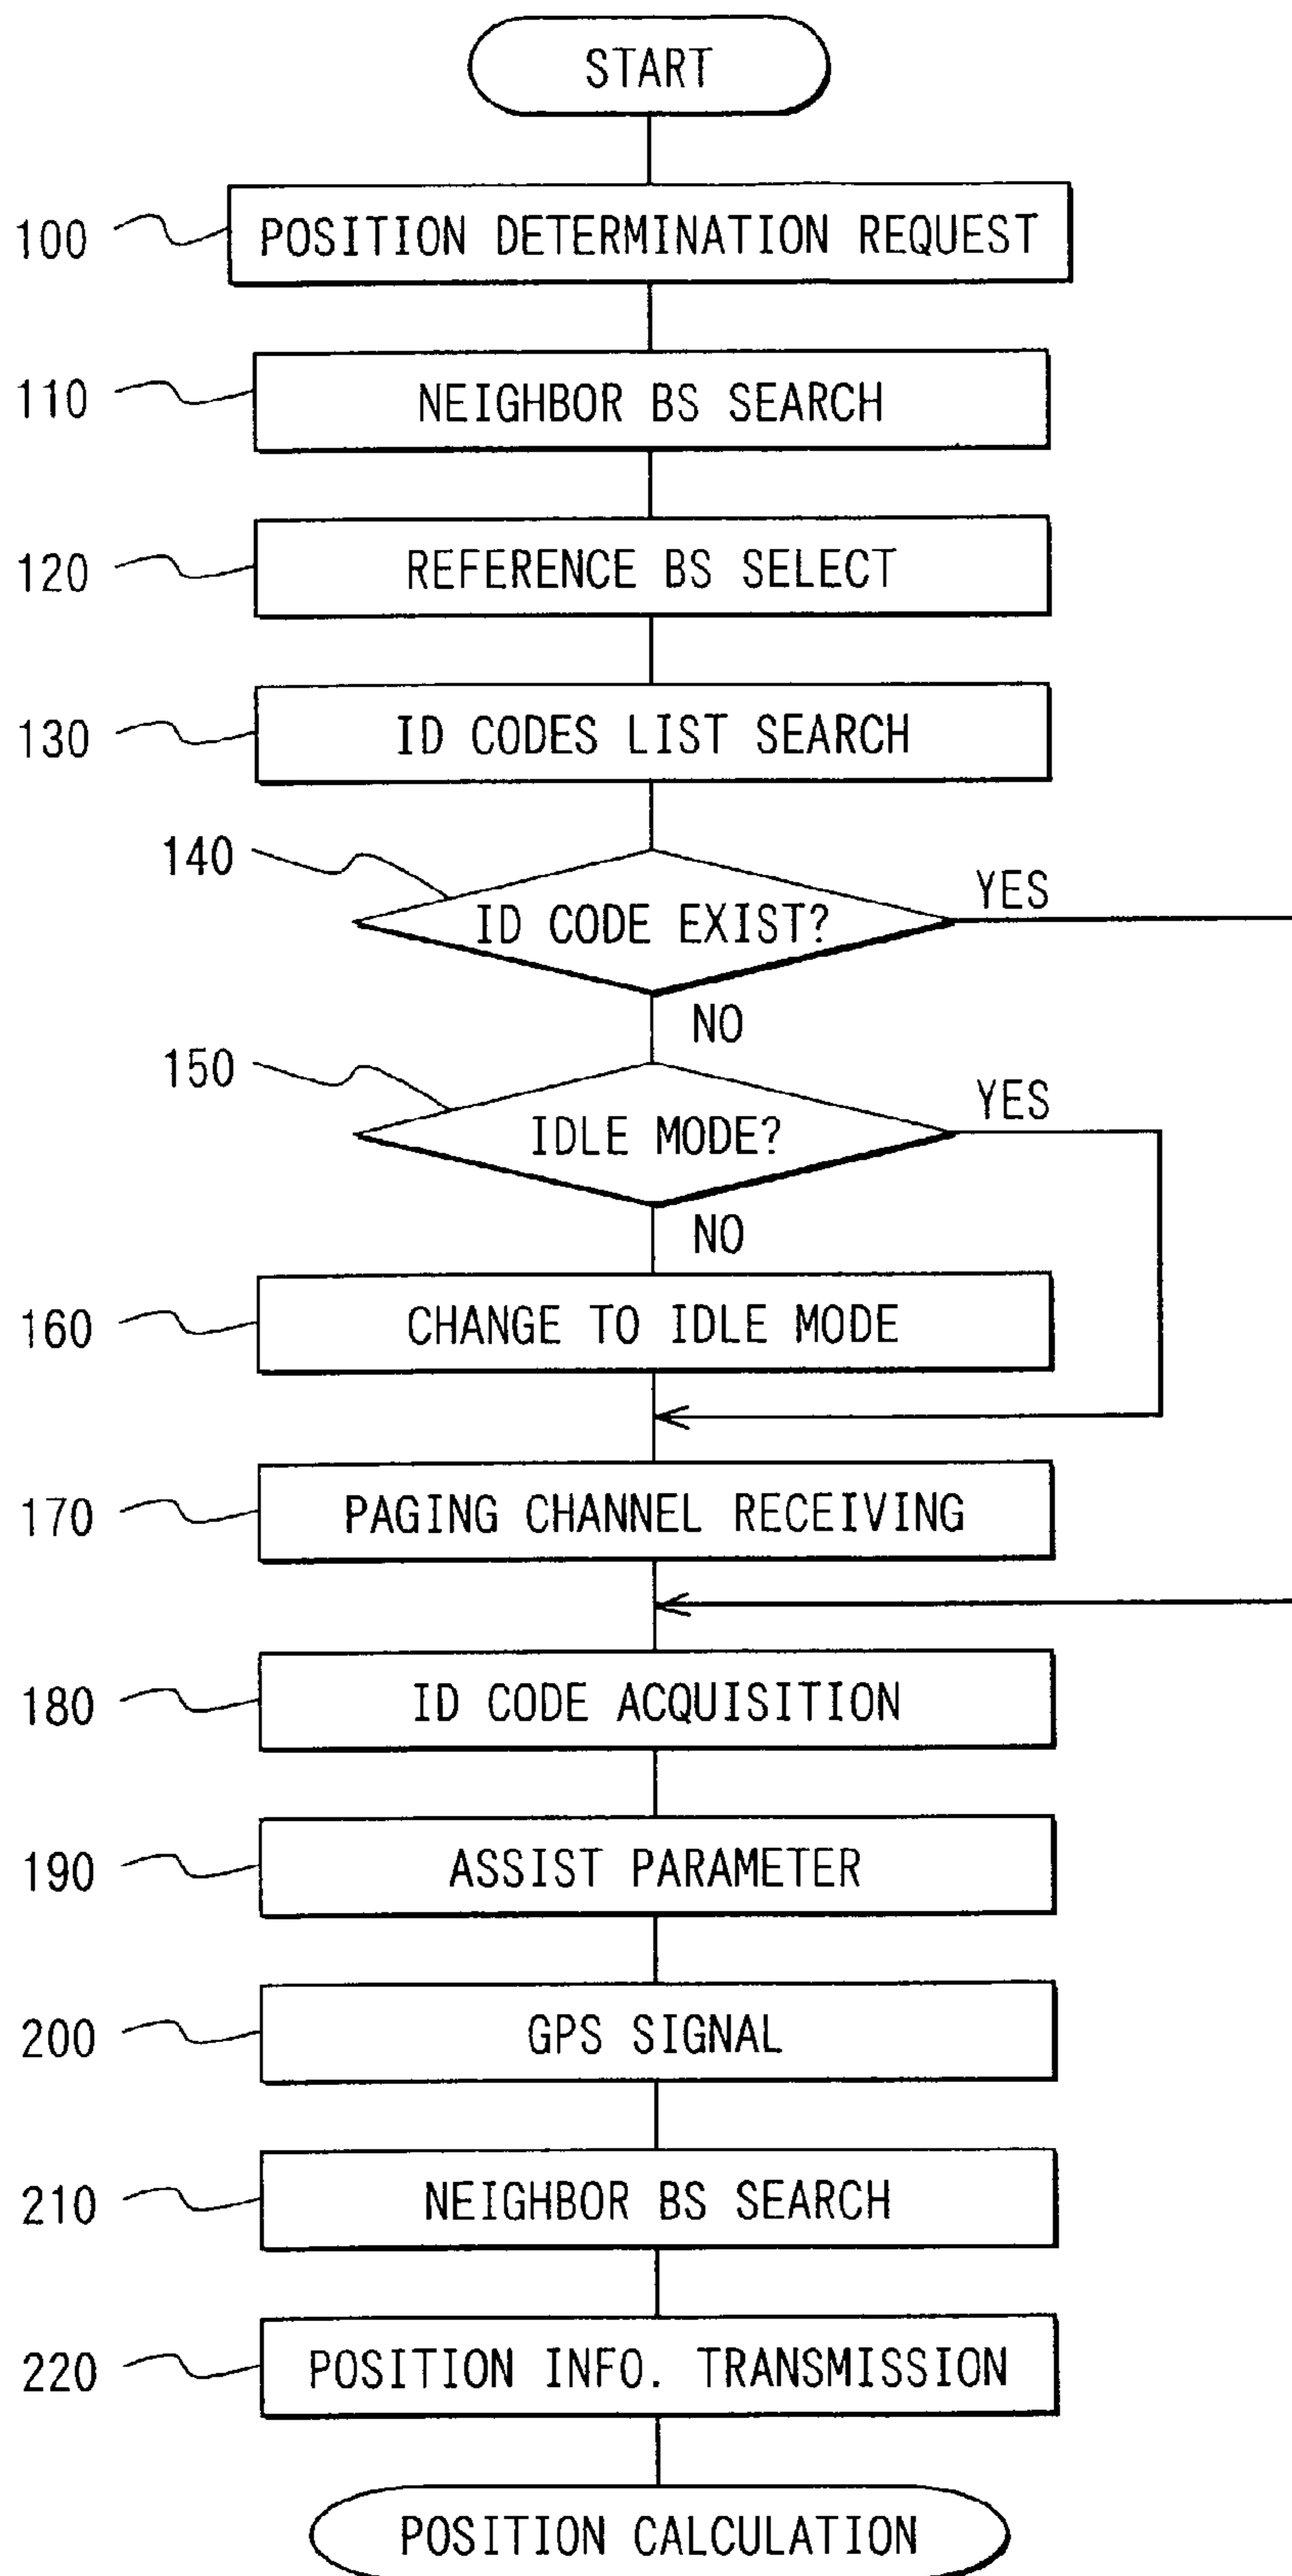 START
100 POSITION DETERMINATION REQUEST
110 NEIGHBOR BS SEARCH
120 REFERENCE BS SELECT
130 ID CODES LIST SEARCH
140 ID CODE EXIST? YES
NO
150 IDLE MODE? YES
NO
160 CHANGE TO IDLE MODE
170 PAGING CHANNEL RECEIVING
180 ID CODE ACQUISITION
190 ASSIST PARAMETER
200 GPS SIGNAL
210 NEIGHBOR BS SEARCH
220 POSITION INFO. TRANSMISSION
POSITION CALCULATION